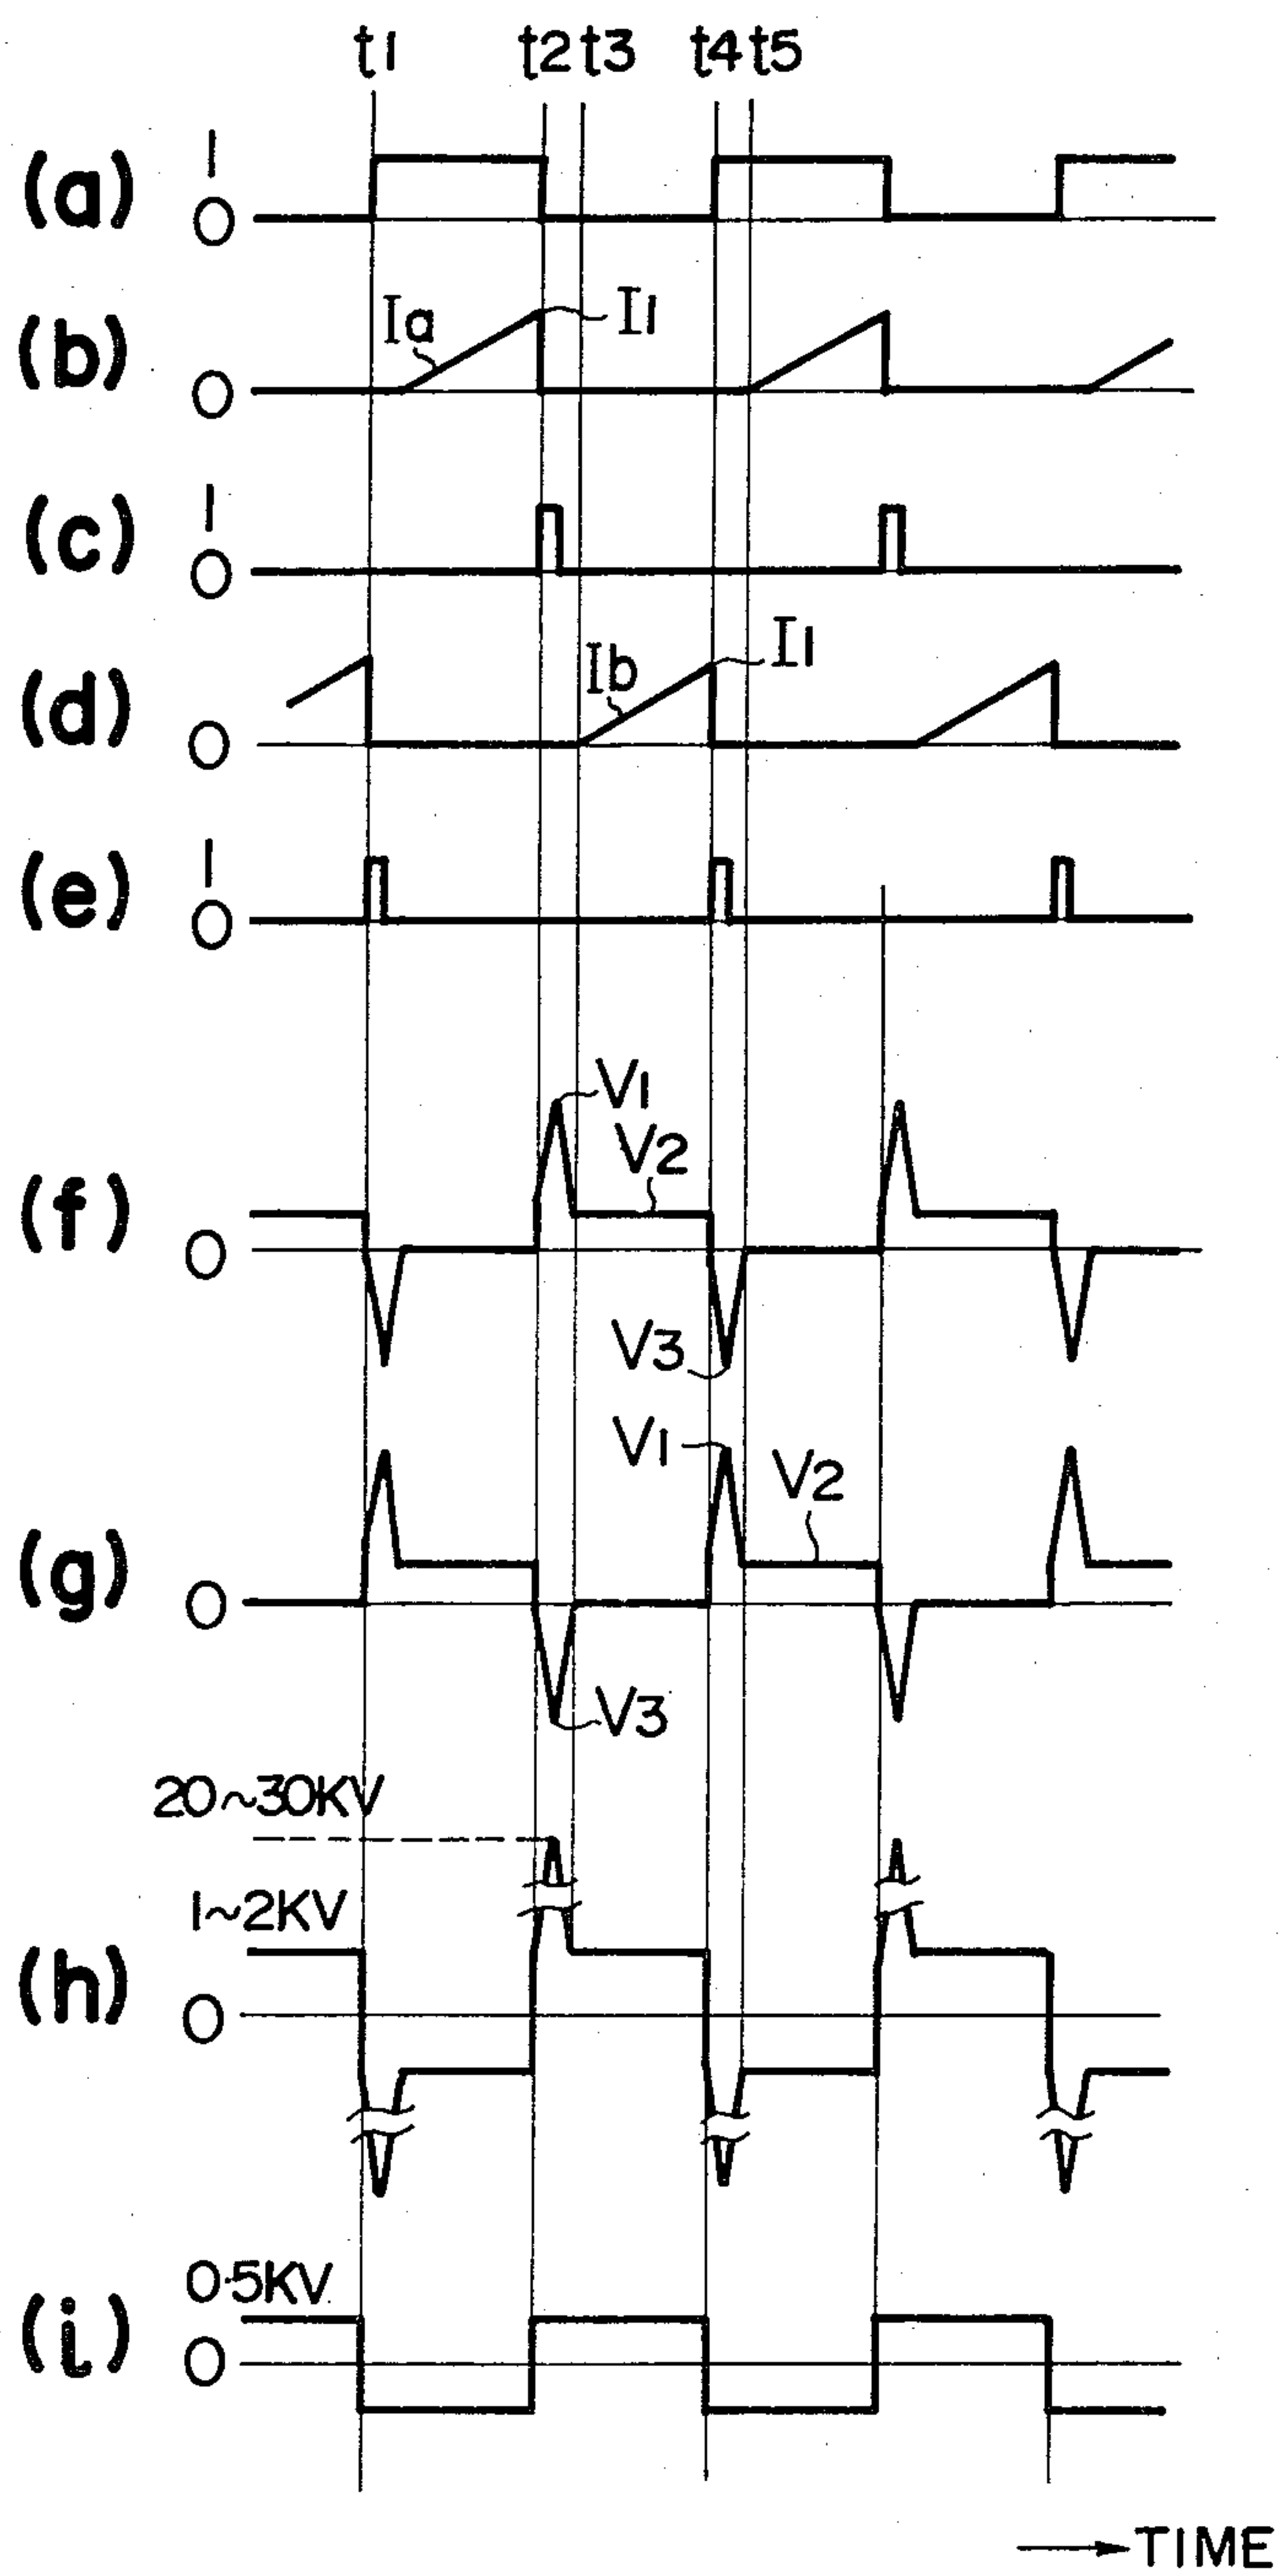 t1 t2 t3 t4 t5
(a) 1
0
(b) Ia I1
0
(c) 1
0
(d) Ib I1
0
(e) 1
0
V1
V2
(f) 0
V3
V1
V2
(g) 0
V3
20~30KV
1~2KV
(h) 0
0.5KV
(i) 0
TIME